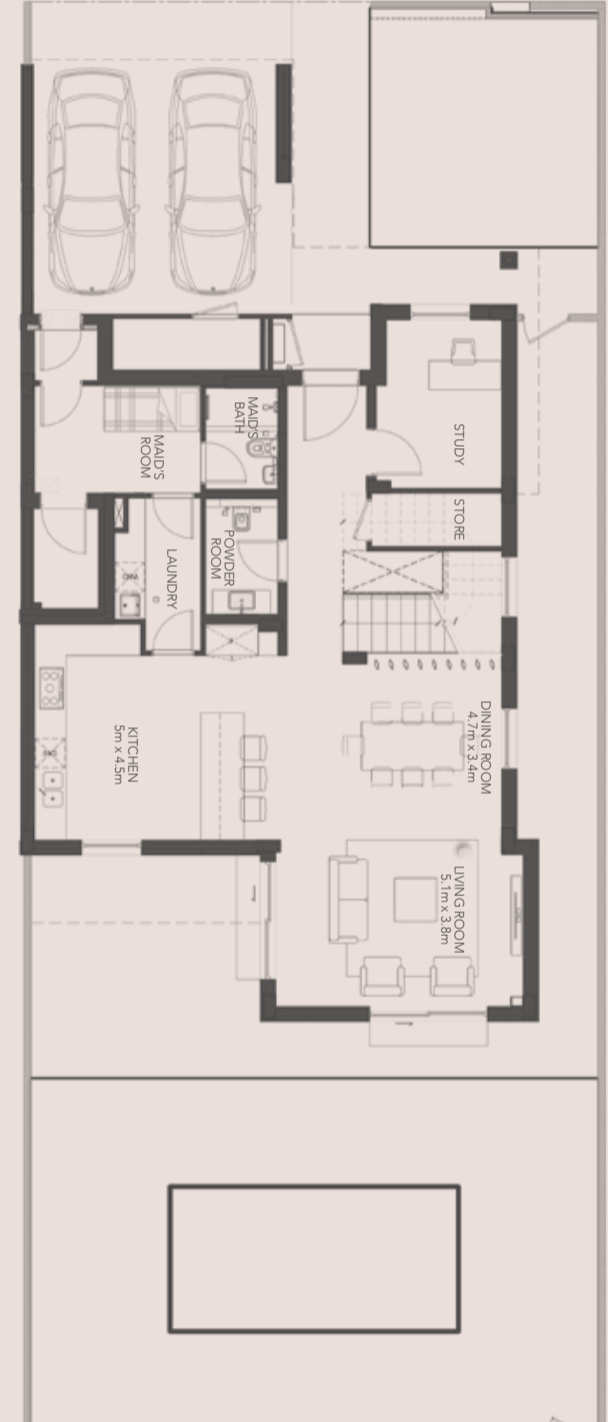 STUDY
MAID'S
BATH
MAID'S
ROOM
STORE
POWDER
ROOM
LAUNDRY
DINING ROOM
4.7m x 3.4m
KITCHEN
5m x 4.5m
LIVING ROOM
5.1m x 3.8m